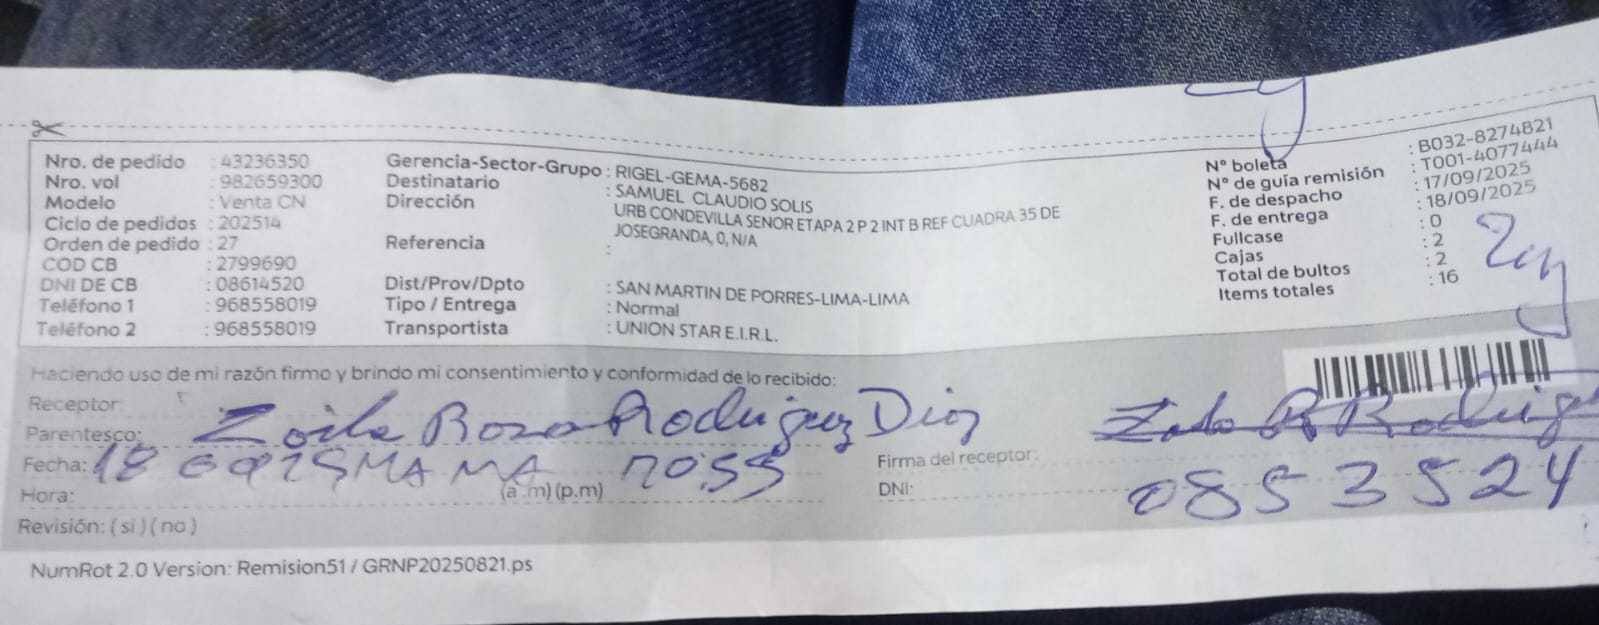 Nro. de pedido : 43236350
Nro. vol : 982659300
Modelo : Venta CN
Ciclo de pedidos : 202514
Orden de pedido : 27
COD CB : 2799690
DNI DE CB : 08614520
Teléfono 1 : 968558019
Teléfono 2 : 968558019
Gerencia-Sector-Grupo : RIGEL-GEMA-5682
Destinatario : SAMUEL CLAUDIO SOLIS
Dirección : URB CONDEVILLA SENOR ETAPA 2 P 2 INT B REF CUADRA 35 DE
JOSEGRANDA, 0, N/A
Referencia :
Dist/Prov/Dpto : SAN MARTIN DE PORRES-LIMA-LIMA
Tipo / Entrega : Normal
Transportista : UNION STAR E.I.R.L.
N° boleta : B032-8274821
N° de guía remisión : T001-4077444
F. de despacho : 17/09/2025
F. de entrega : 18/09/2025
Fullcase : 0
Cajas : 2
Total de bultos : 2
Items totales : 16
Haciendo uso de mi razón firmo y brindo mi consentimiento y conformidad de lo recibido:
Receptor:
Zoila Rosa Rodriguez Dios
Parentesco:
Fecha: 18 MAMA
Hora: (a .m) (p.m)
Firma del receptor:
DNI: 0853524
Revisión: ( si ) ( no )
NumRot 2.0 Version: Remision51 / GRNP20250821.ps